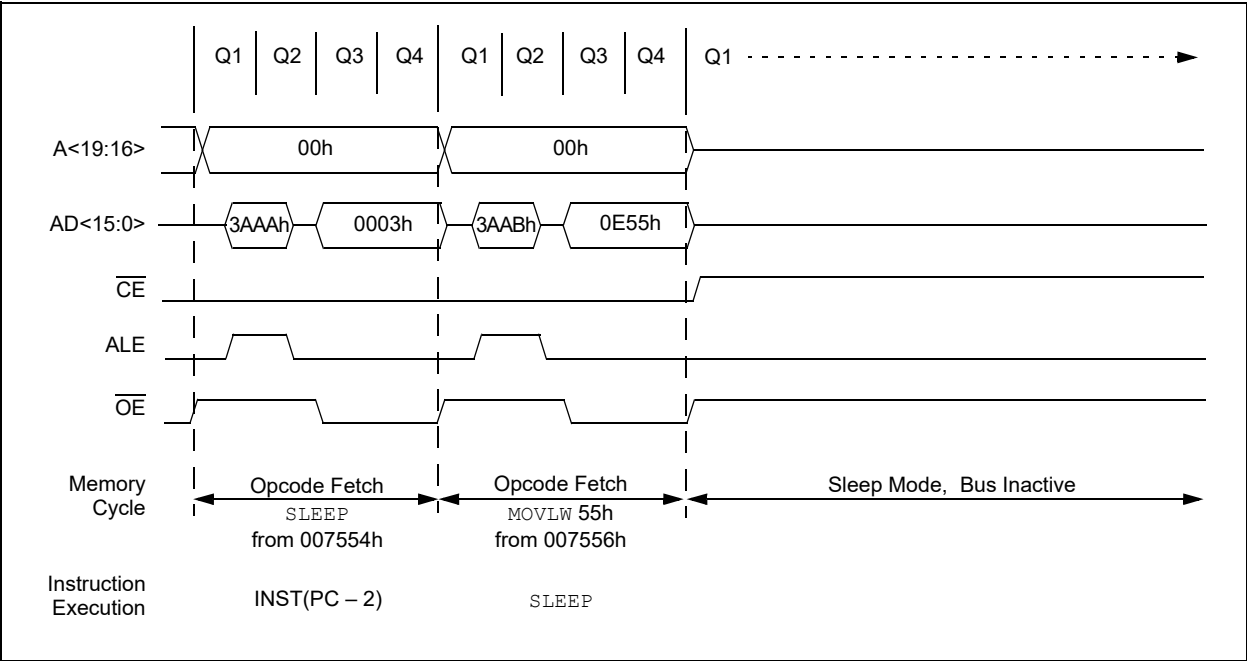 Q1 Q2 Q3 Q4 Q1 Q2 Q3 Q4 Q1
A<19:16> 00h 00h
AD<15:0> 3AAAh 0003h 3AABh 0E55h
CE
ALE
OE
Memory
Cycle
Opcode Fetch
SLEEP
from 007554h
Opcode Fetch
MOVLW 55h
from 007556h
Sleep Mode, Bus Inactive
Instruction
Execution
INST(PC – 2)
SLEEP